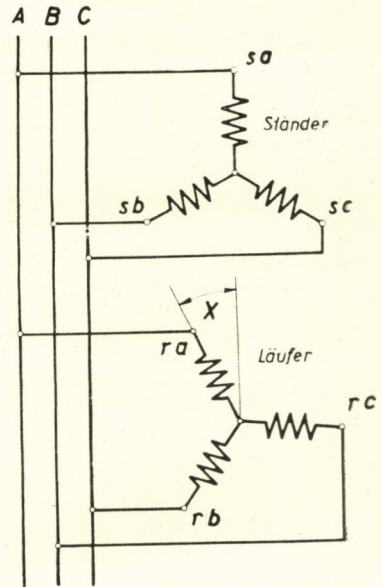 A B C
sa
Ständer
sb
sc
X
ra
Läufer
rc
rb